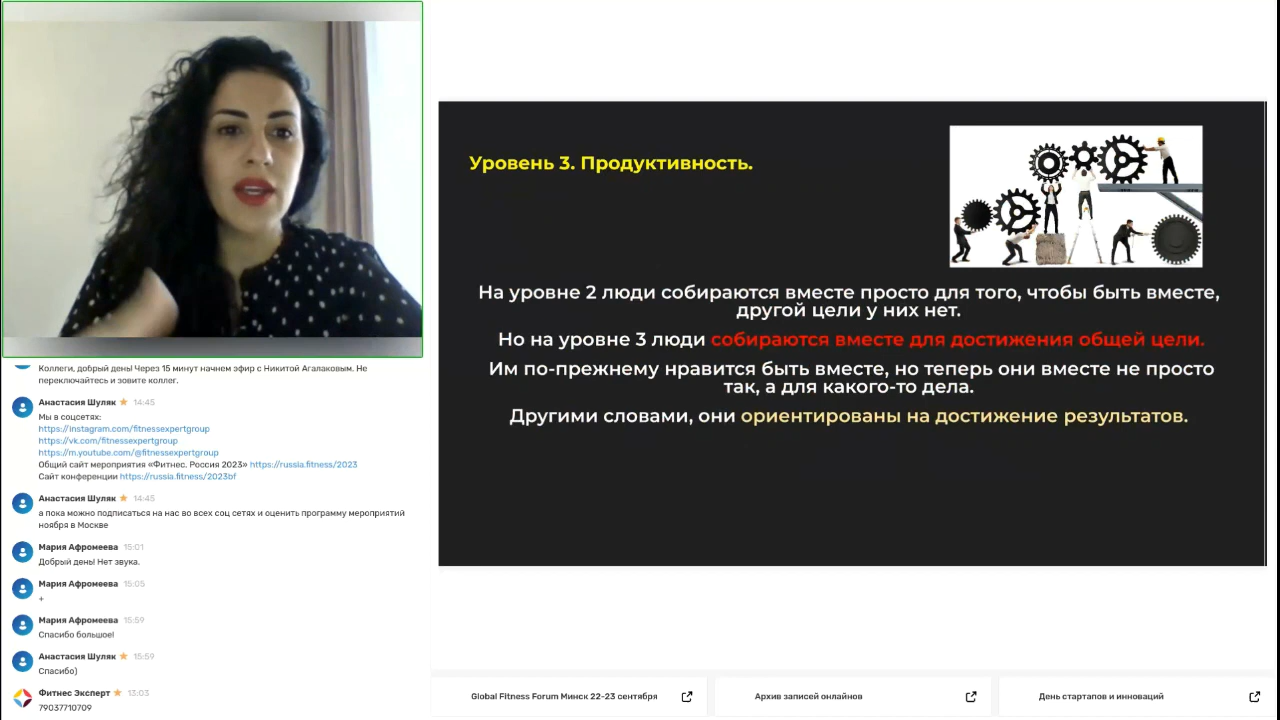 Коллеги, добрый день! Через 15 минут начнем эфир с Никитой Агалаковым. Не
переключайтесь и зовите коллег.
Анастасия Шуляк 14:45
Мы в соцсетях:
https://instagram.com/fitnessexpertgroup
https://vk.com/fitnessexpertgroup
https://m.youtube.com/@fitnessexpertgroup
Общий сайт мероприятия «Фитнес. Россия 2023» https://russia.fitness/2023
Сайт конференции https://russia.fitness/2023bf
Анастасия Шуляк 14:45
а пока можно подписаться на нас во всех соц сетях и оценить программу мероприятий
ноября в Москве
Мария Афромеева 15:01
Добрый день! Нет звука.
Мария Афромеева 15:05
+
Мария Афромеева 15:59
Спасибо большое!
Анастасия Шуляк 15:59
Спасибо)
Фитнес Эксперт 13:03
79037710709
Уровень 3. Продуктивность.
На уровне 2 люди собираются вместе просто для того, чтобы быть вместе,
другой цели у них нет.
Но на уровне 3 люди собираются вместе для достижения общей цели.
Им по-прежнему нравится быть вместе, но теперь они вместе не просто
так, а для какого-то дела.
Другими словами, они ориентированы на достижение результатов.
Global Fitness Forum Минск 22-23 сентября
Архив записей онлайнов
День стартапов и инноваций